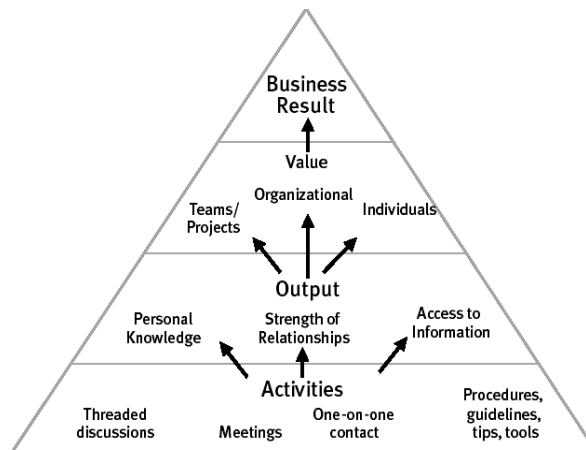 Business
Result
Value
Organizational
Teams/
Projects
Individuals
Output
Personal
Knowledge
Strength of
Relationships
Access to
Information
Activities
Threaded
discussions
Meetings
One-on-one
contact
Procedures,
guidelines,
tips, tools